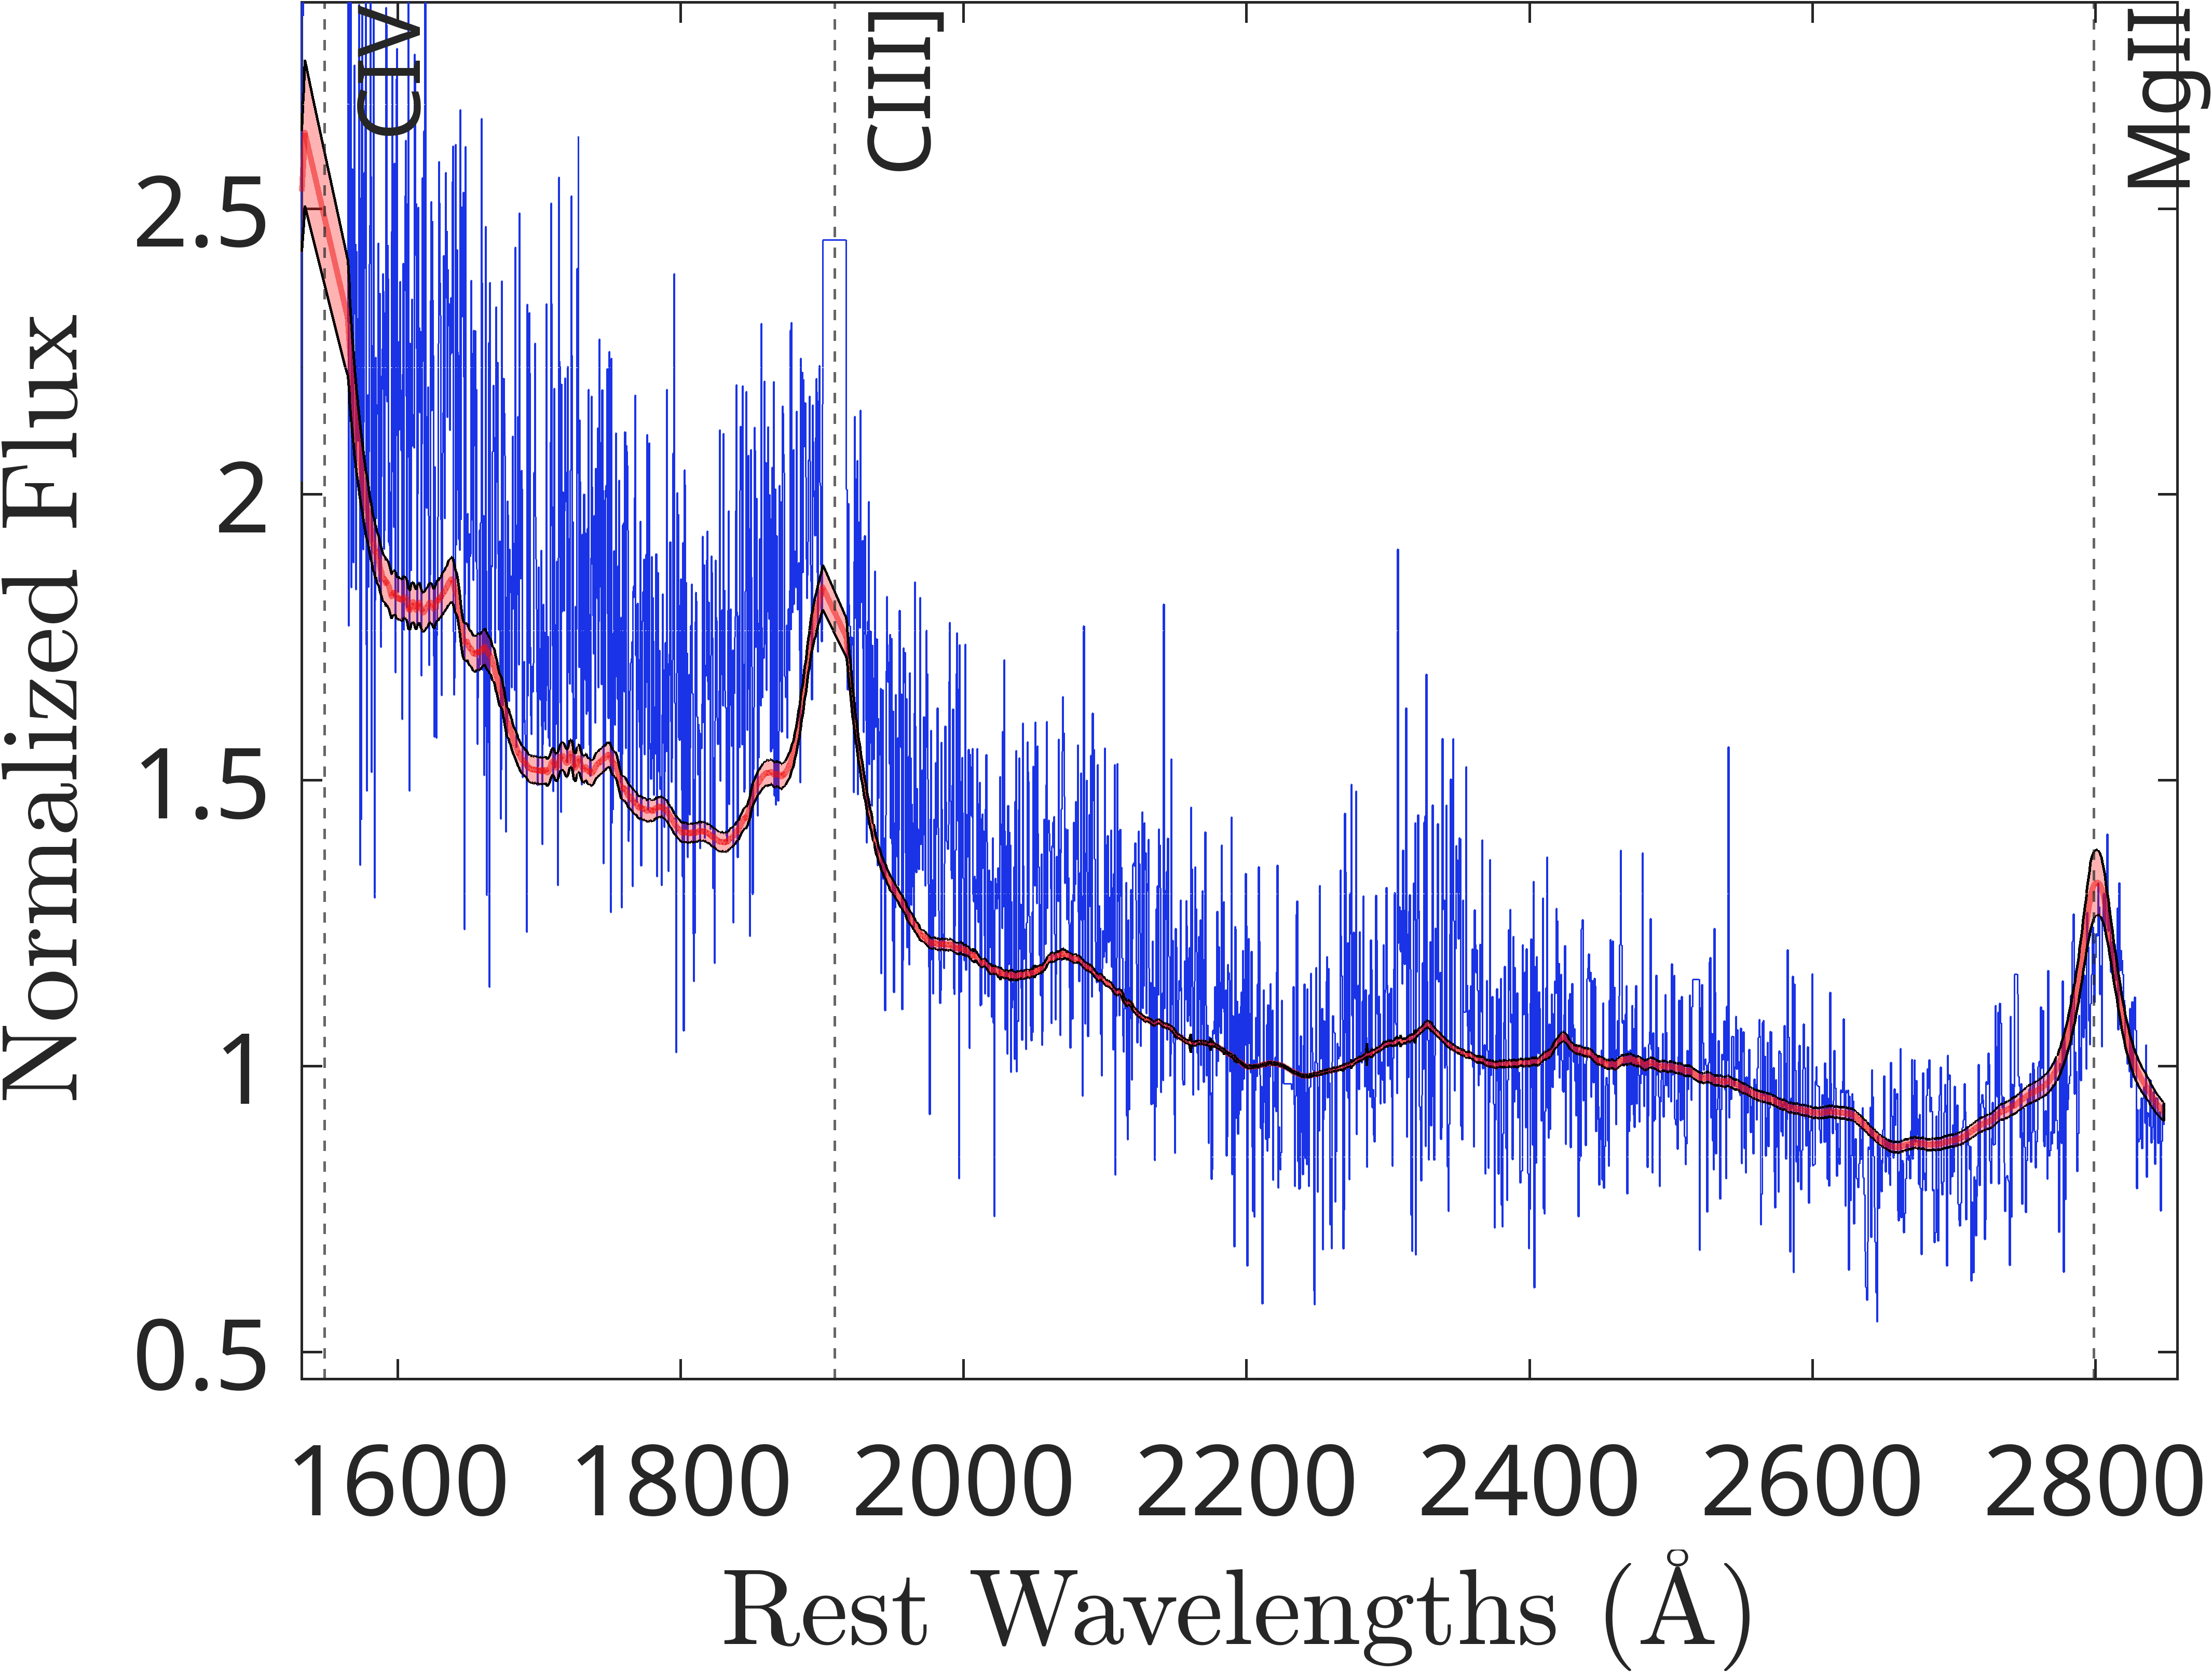 CIV
CIII]
MgII
Normalized Flux
2.5
2
1.5
1
0.5
1600 1800 2000 2200 2400 2600 2800
Rest Wavelengths (Å)